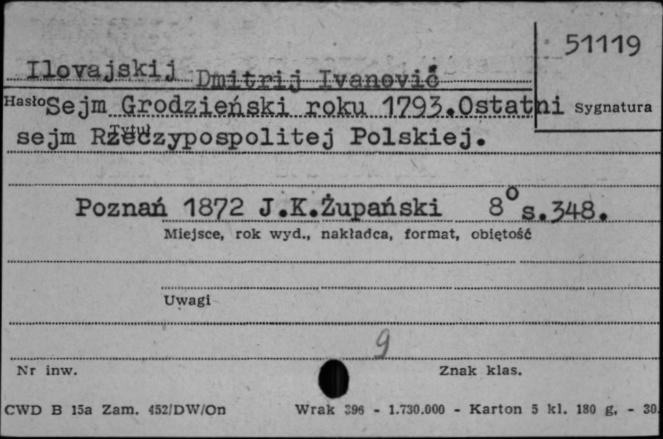 51119
Ilovajskij Dmitrij Ivanovič
Hasło Sejm Grodzieński roku 1793. Ostatni Sygnatura
Tytuł
sejm Rzeczypospolitej Polskiej.
Poznań 1872 J.K.Żupański 8° s.348.
Miejsce, rok wyd., nakładca, format, objętość
Uwagi
9
Nr inw. Znak klas.
CWD B 15a Zam. 452/DW/On Wrak 396 - 1.730.000 - Karton 5 kl. 180 g. - 30.